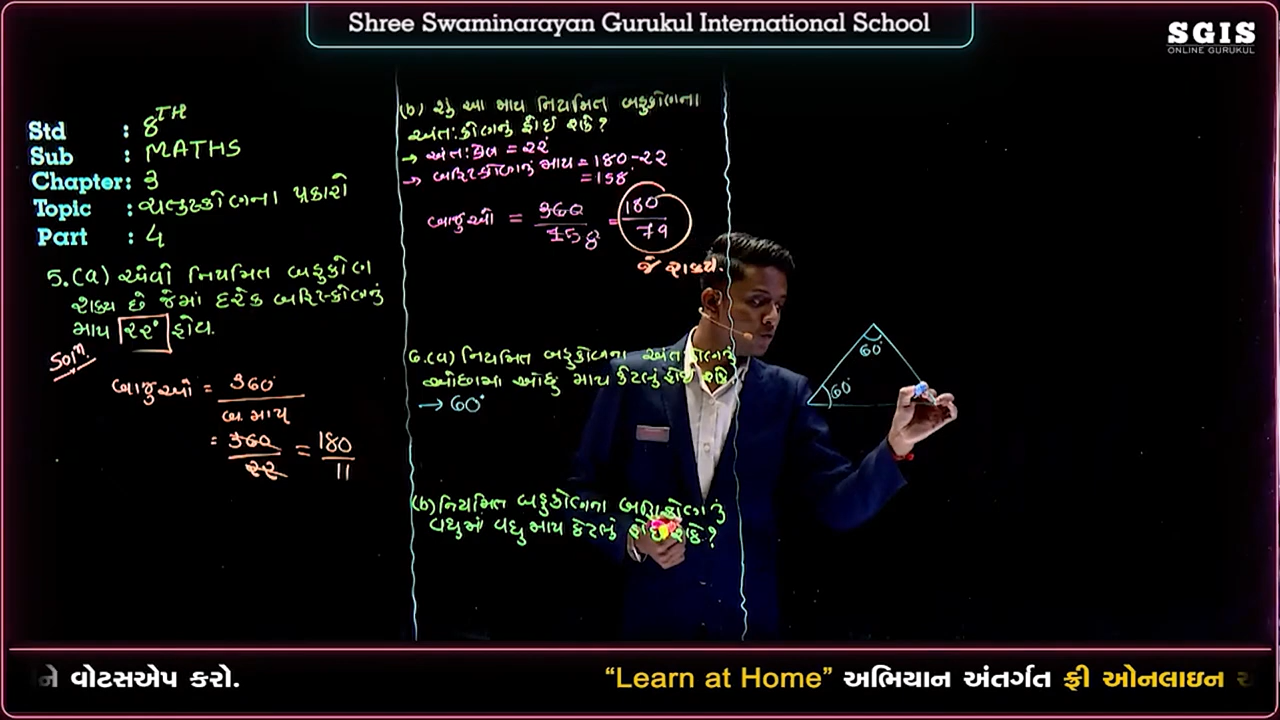 Shree Swaminarayan Gurukul International School
SGIS
ONLINE GURUKUL
Std : 8TH
Sub : MATHS
Chapter: 3
Topic : ચતુષ્કોણના પ્રકારો
Part : 4
5.(a) એવો નિયમિત બહુકોણ
શક્ય છે જેમાં દરેક બહિષ્કોણનું
માપ ૨૨° હોય.
Soln.
બાજુઓ = 360°
બ. માપ
= 360
૨૨
= 180
11
(b) શું આ માપ નિયમિત બહુકોણના
અંત:કોણનું હોઈ શકે?
→ અંત:કોણ = ૨૨°
→ બહિષ્કોણનું માપ = 180-૨૨
= 158°
બાજુઓ = 360
158
= 180
79
જે શક્ય.
6.(a) નિયમિત બહુકોણના અંત:કોણનું
ઓછામાં ઓછું માપ કેટલું હોઈ શકે
→ 60°
(b) નિયમિત બહુકોણના બહિષ્કોણનું
વધુમાં વધુ માપ કેટલું હોઈ શકે?
60°
60°
ને વોટસએપ કરો.
“Learn at Home” અભિયાન અંતર્ગત ફ્રી ઓનલાઇન